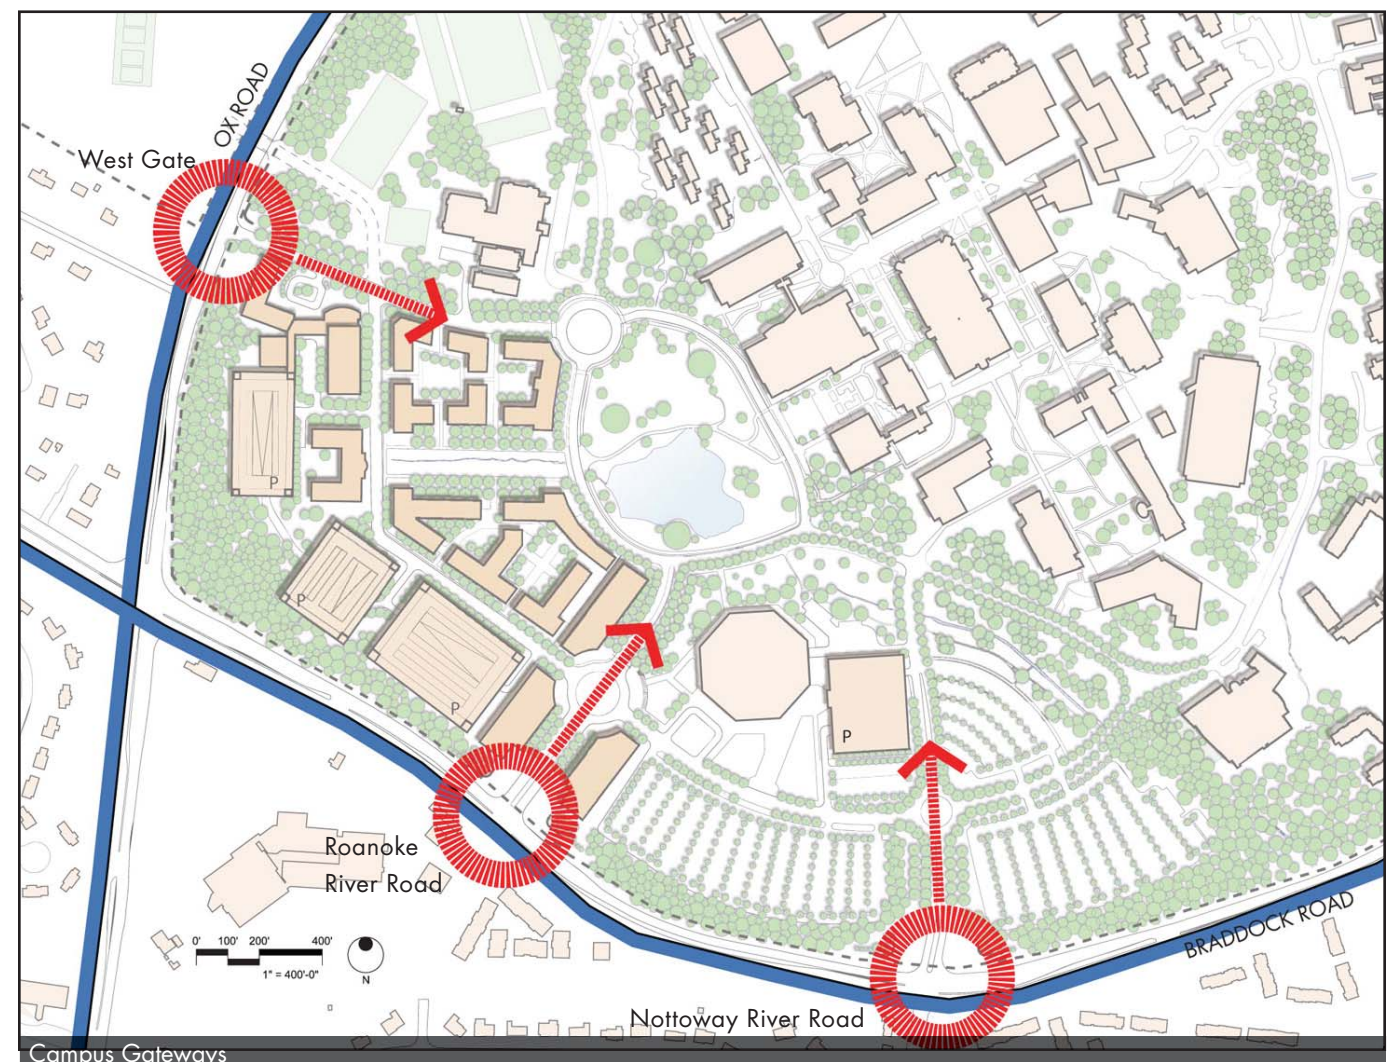 OX ROAD
West Gate
P
P
P
P
Roanoke
River Road
0' 100' 200' 400'
1" = 400'-0"
N
BRADDOCK ROAD
Nottoway River Road
Campus Gateways